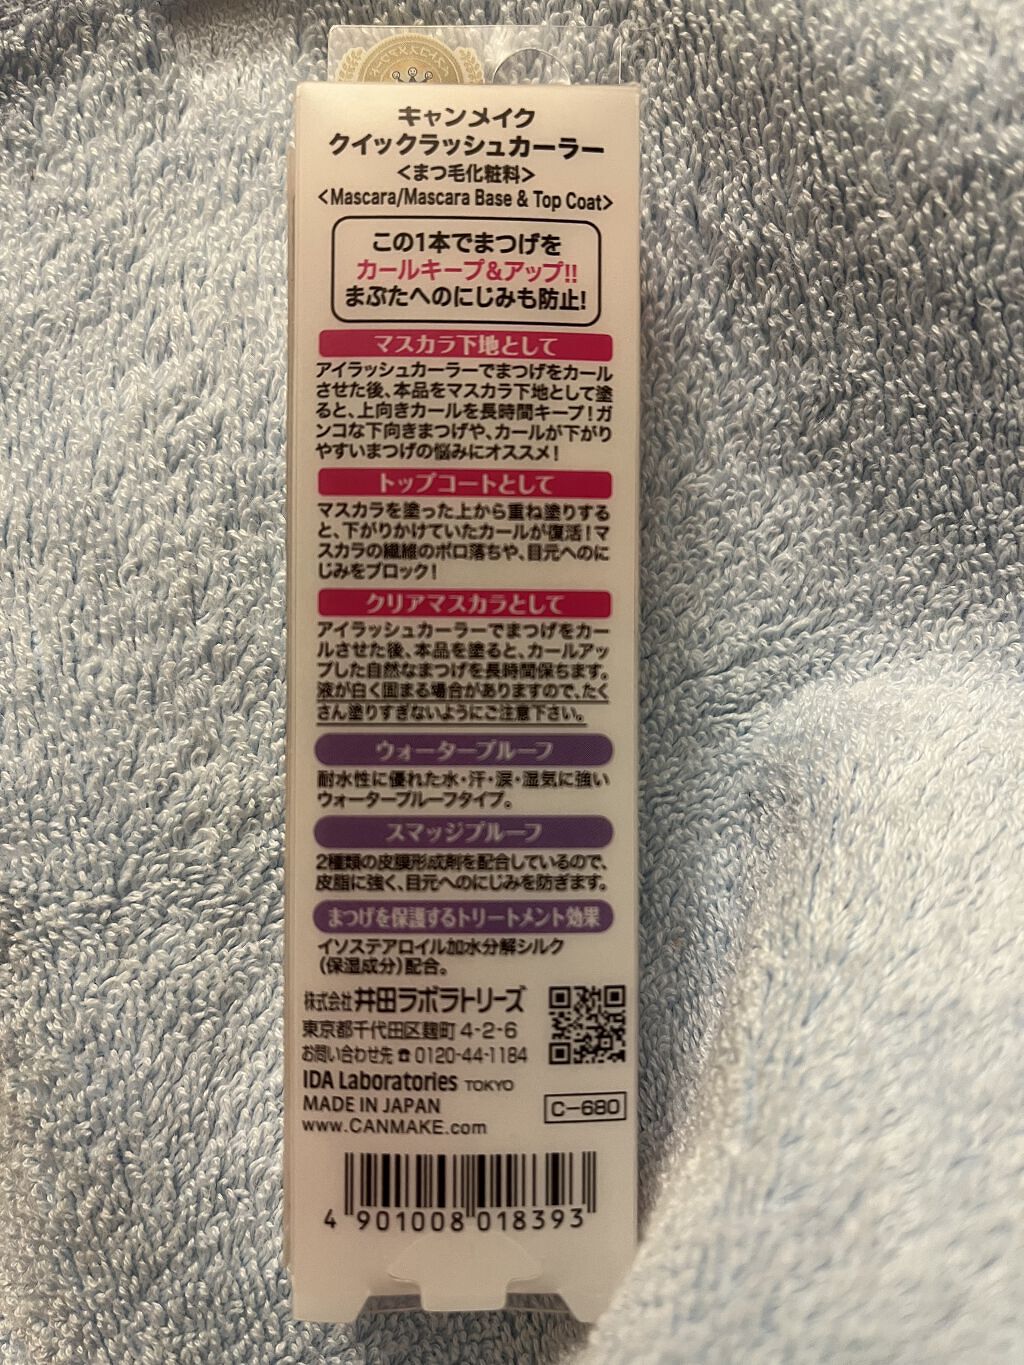 キャンメイク
クイックラッシュカーラー
<まつ毛化粧料>
<Mascara/Mascara Base & Top Coat>
この1本でまつげを
カールキープ&アップ!!
まぶたへのにじみも防止!
マスカラ下地として
アイラッシュカーラーでまつげをカール
させた後、本品をマスカラ下地として塗
ると、上向きカールを長時間キープ!ガ
ンコな下向きまつげや、カールが下がり
やすいまつげの悩みにオススメ!
トップコートとして
マスカラを塗った上から重ね塗りする
と、下がりかけていたカールが復活!マ
スカラの繊維のポロ落ちや、目元へのに
じみをブロック!
クリアマスカラとして
アイラッシュカーラーでまつげをカー
ルさせた後、本品を塗ると、カールアッ
プした自然なまつげを長時間保ちます。
液が白く固まる場合がありますので、たく
さん塗りすぎないようにご注意下さい。
ウォータープルーフ
耐水性に優れた水・汗・涙・湿気に強い
ウォータープルーフタイプ。
スマッジプルーフ
2種類の皮膜形成剤を配合しているので、
皮脂に強く、目元へのにじみを防ぎます。
まつげを保護するトリートメント効果
イソステアロイル加水分解シルク
(保湿成分)配合。
株式会社 井田ラボラトリーズ
東京都千代田区麹町 4-2-6
お問い合わせ先 ☎ 0120-44-1184
IDA Laboratories TOKYO
MADE IN JAPAN
www.CANMAKE.com
C-680
4 901008 018393